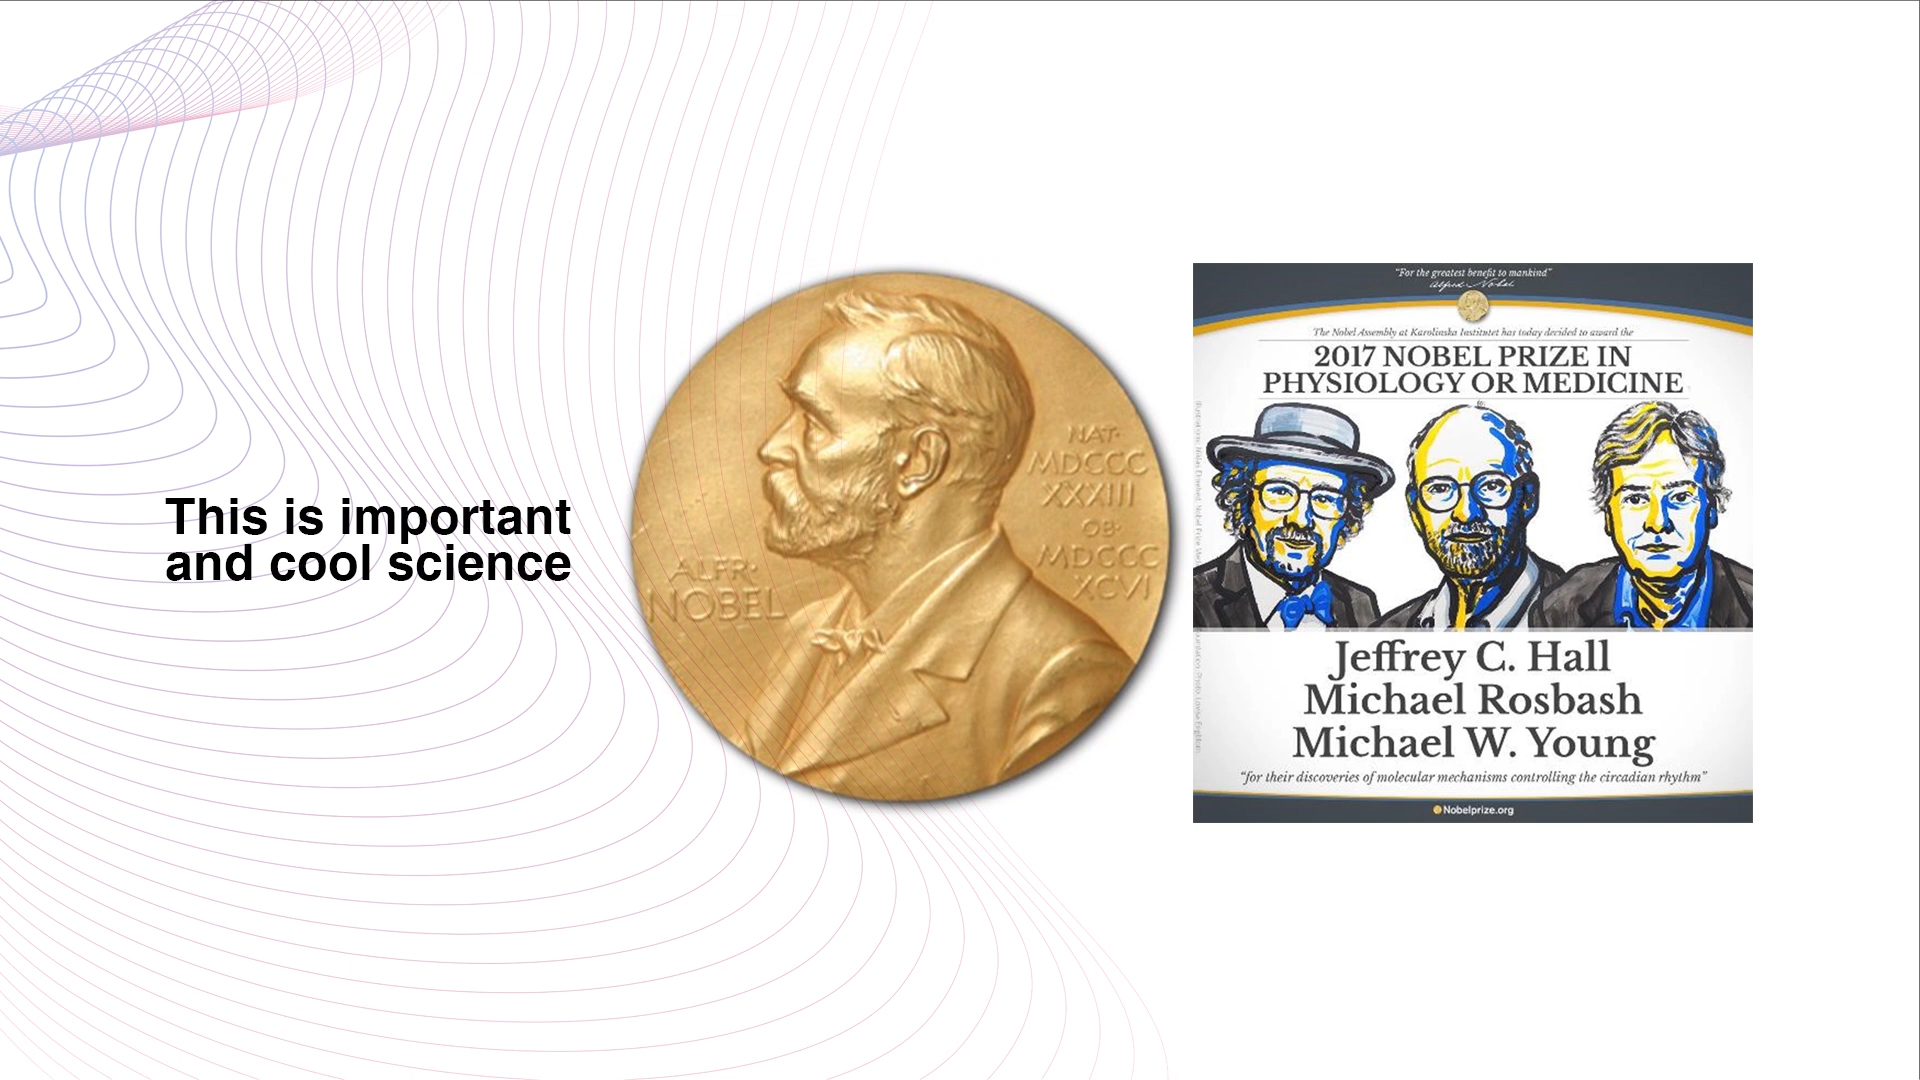 This is important
and cool science
ALFR·
NOBEL
NAT·
MDCCC
XXXIII
OB·
MDCCC
XCVI
"For the greatest benefit to mankind"
Alfred Nobel
The Nobel Assembly at Karolinska Institutet has today decided to award the
2017 NOBEL PRIZE IN
PHYSIOLOGY OR MEDICINE
Jeffrey C. Hall
Michael Rosbash
Michael W. Young
"for their discoveries of molecular mechanisms controlling the circadian rhythm"
Nobelprize.org